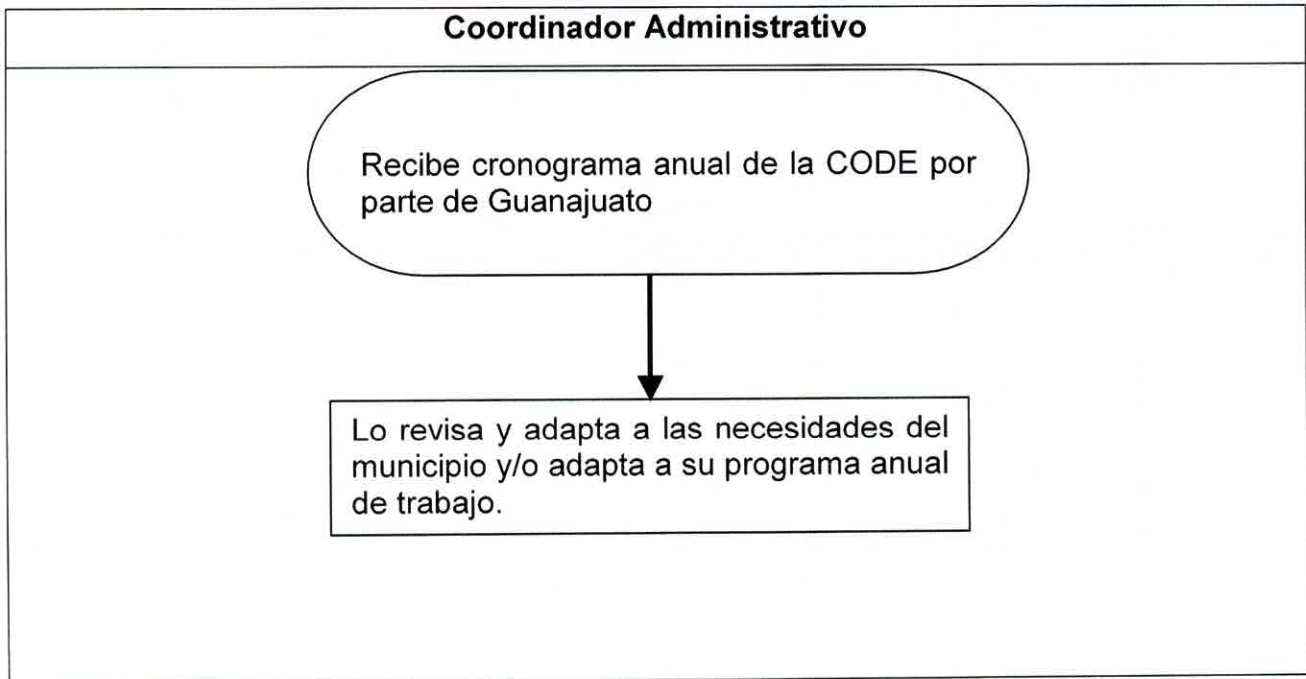 Coordinador Administrativo
Recibe cronograma anual de la CODE por
parte de Guanajuato
Lo revisa y adapta a las necesidades del
municipio y/o adapta a su programa anual
de trabajo.